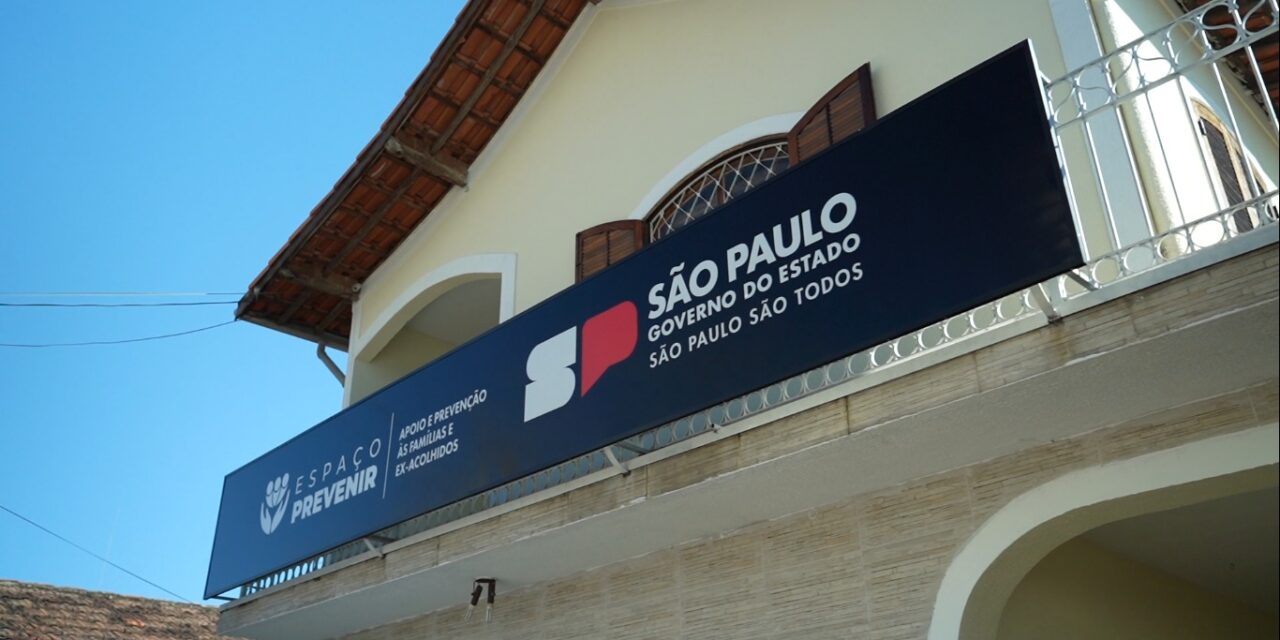 ESPAÇO
PREVENIR
APOIO E PREVENÇÃO
ÀS FAMÍLIAS E
EX-ACOLHIDOS
SP
SÃO PAULO
GOVERNO DO ESTADO
SÃO PAULO SÃO TODOS